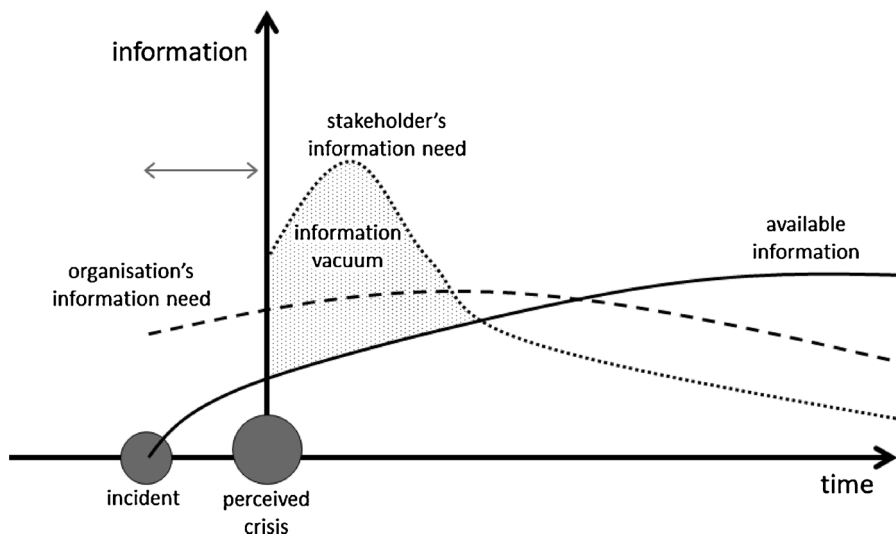 information
stakeholder's
information need
information
vacuum
available
information
organisation's
information need
incident
perceived
crisis
time